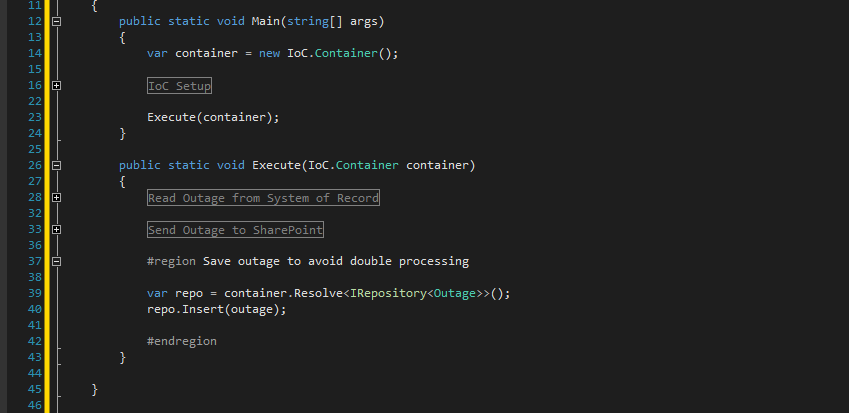 11 {
12 public static void Main(string[] args)
13 {
14 var container = new IoC.Container();
15
16 IoC Setup
22
23 Execute(container);
24 }
25
26 public static void Execute(IoC.Container container)
27 {
28 Read Outage from System of Record
32
33 Send Outage to SharePoint
36
37 #region Save outage to avoid double processing
38
39 var repo = container.Resolve<IRepository<Outage>>();
40 repo.Insert(outage);
41
42 #endregion
43 }
44
45 }
46